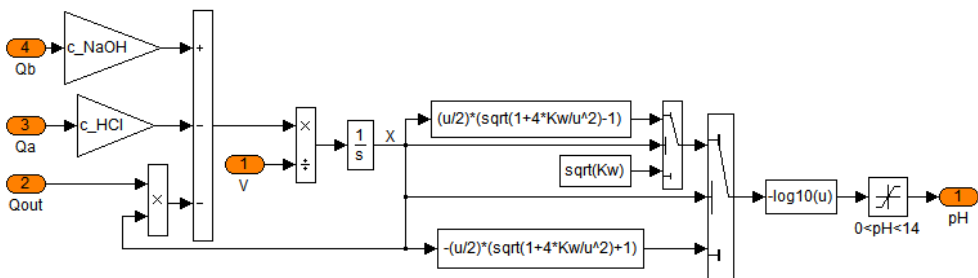 4
Qb
c_NaOH
+
3
Qa
c_HCl
-
2
Qout
×
-
1
V
×
÷
1
s
X
(u/2)*(sqrt(1+4*Kw/u^2)-1)
sqrt(Kw)
-(u/2)*(sqrt(1+4*Kw/u^2)+1)
-log10(u)
0<pH<14
1
pH